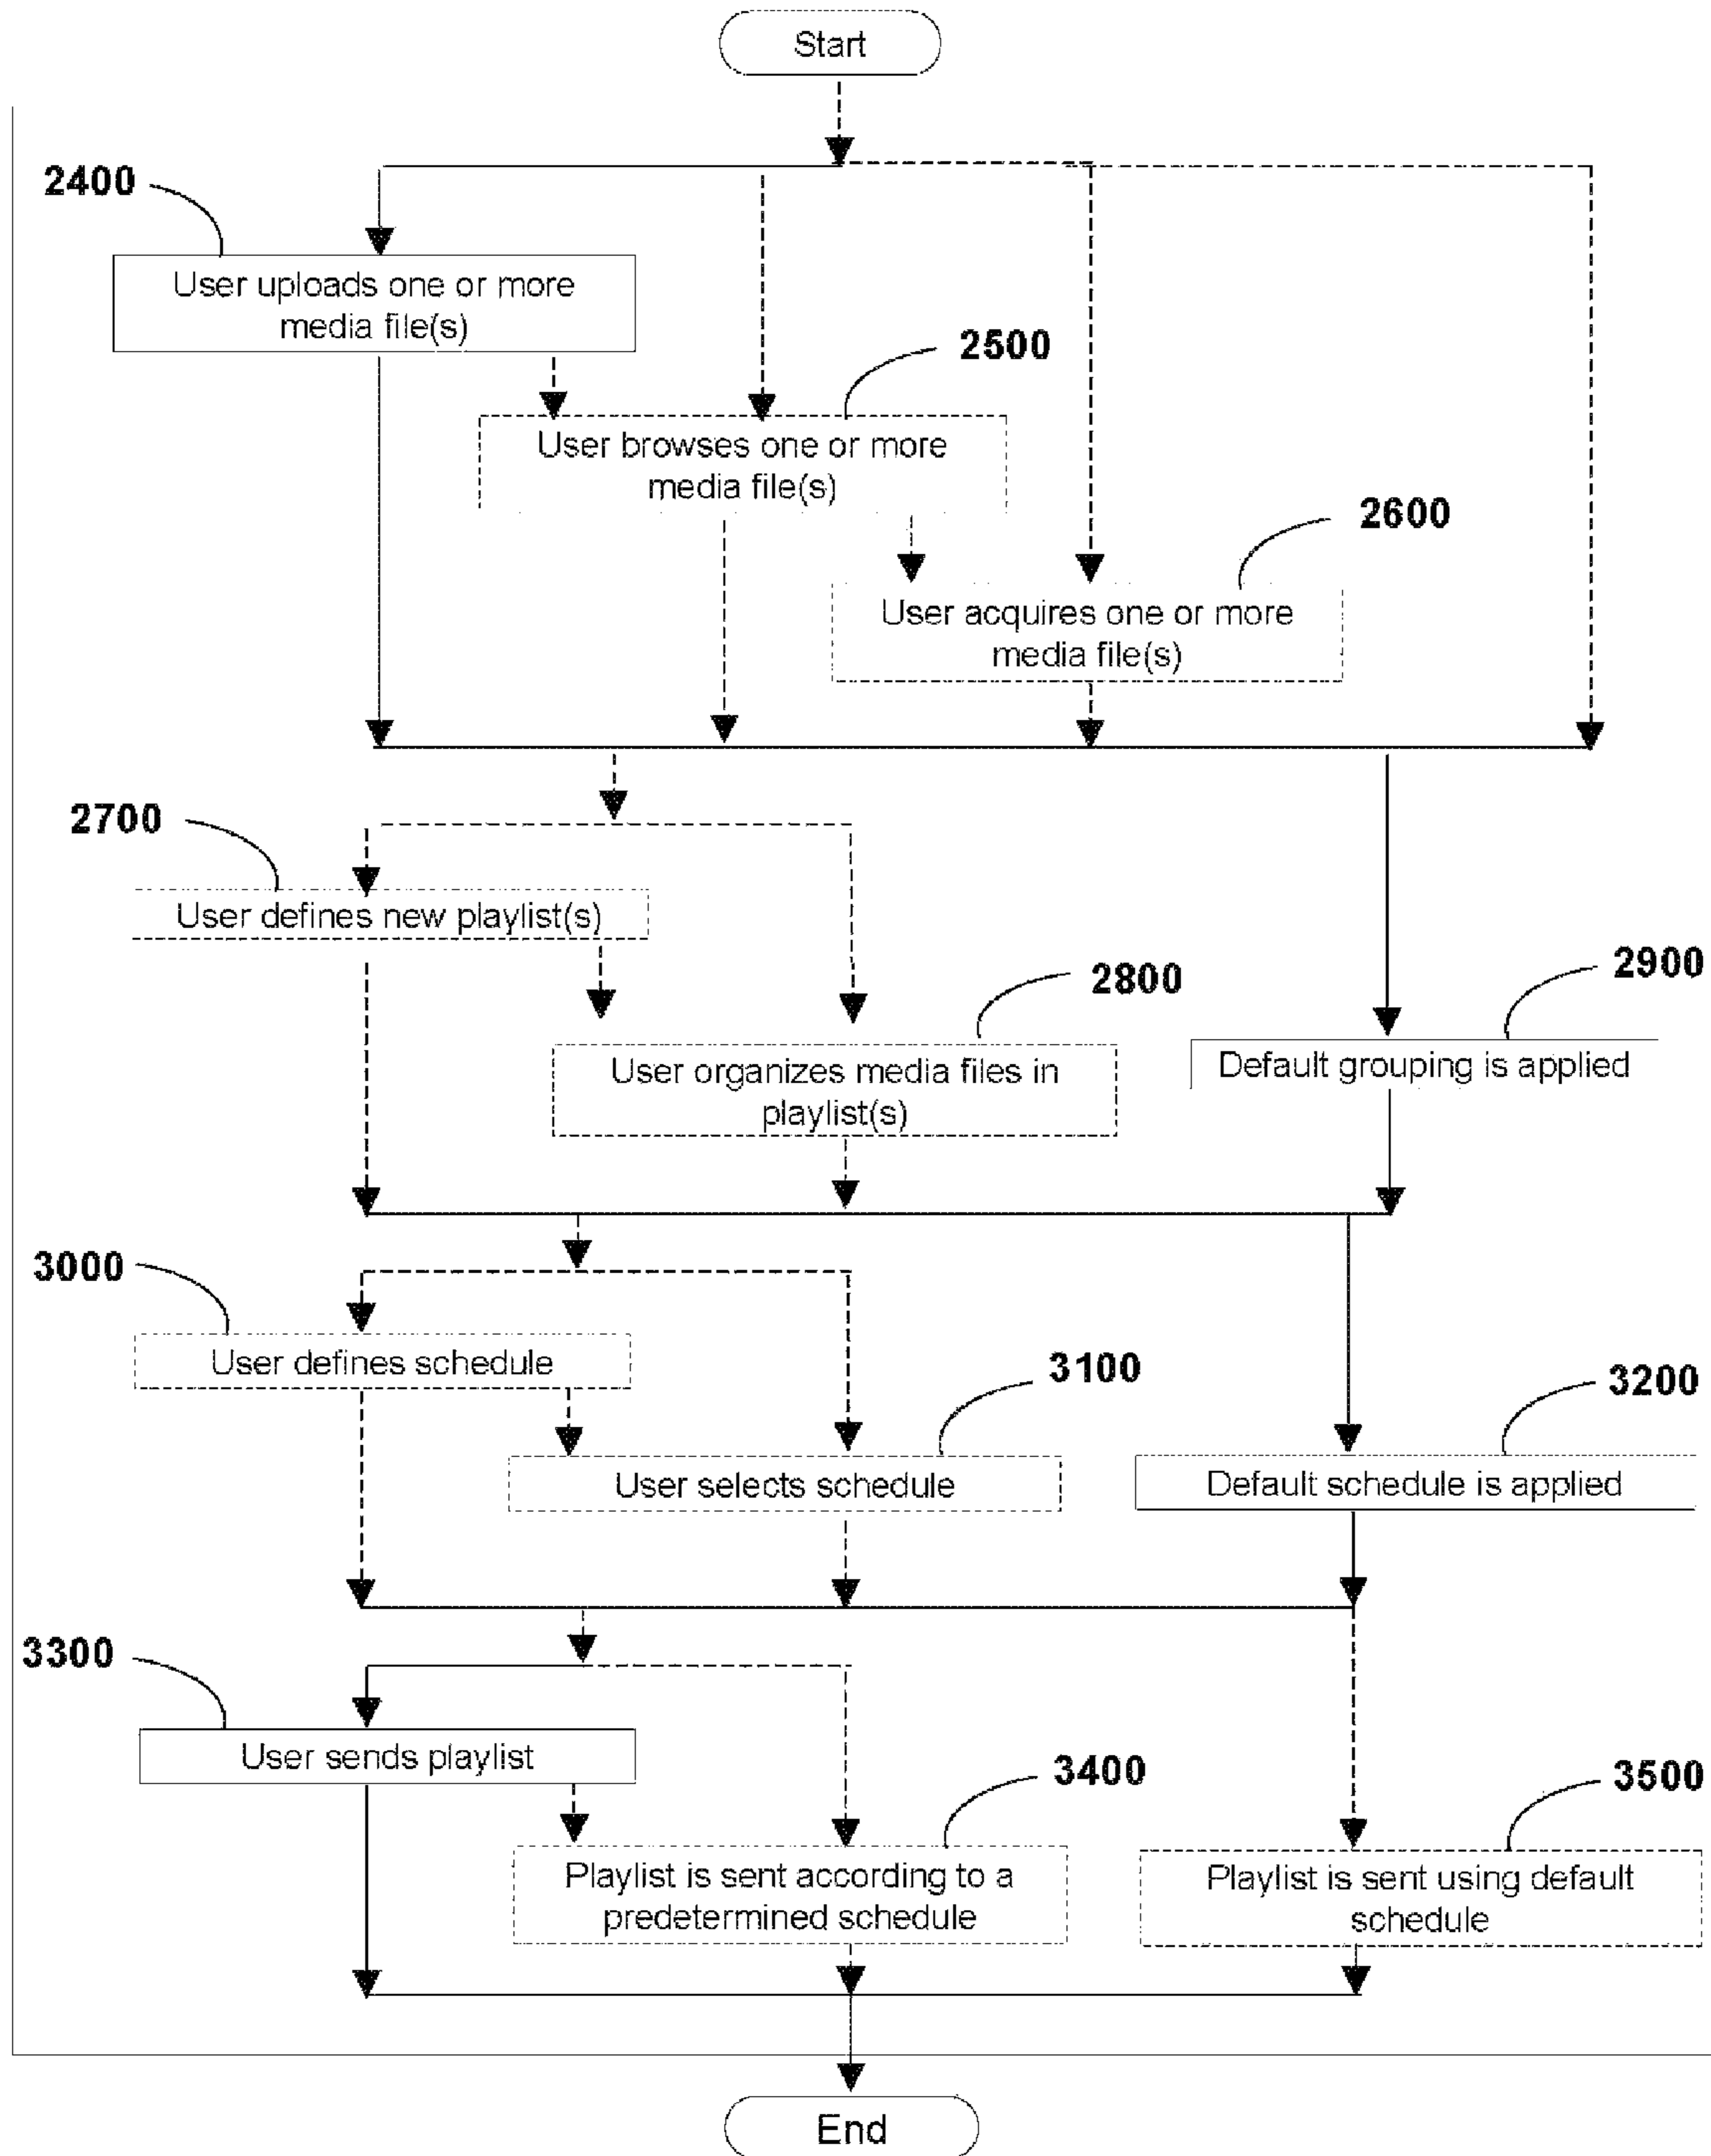 Start
2400
User uploads one or more
media file(s)
2500
User browses one or more
media file(s)
2600
User acquires one or more
media file(s)
2700
User defines new playlist(s)
2800
User organizes media files in
playlist(s)
2900
Default grouping is applied
3000
User defines schedule
3100
User selects schedule
3200
Default schedule is applied
3300
User sends playlist
3400
Playlist is sent according to a
predetermined schedule
3500
Playlist is sent using default
schedule
End